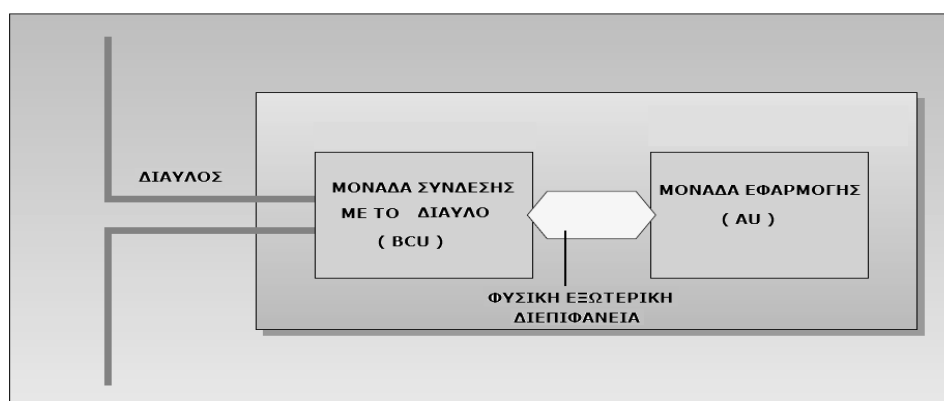 ΔΙΑΥΛΟΣ
ΜΟΝΑΔΑ ΣΥΝΔΕΣΗΣ
ΜΕ ΤΟ ΔΙΑΥΛΟ
( BCU )
ΜΟΝΑΔΑ ΕΦΑΡΜΟΓΗΣ
( AU )
ΦΥΣΙΚΗ ΕΞΩΤΕΡΙΚΗ
ΔΙΕΠΙΦΑΝΕΙΑ